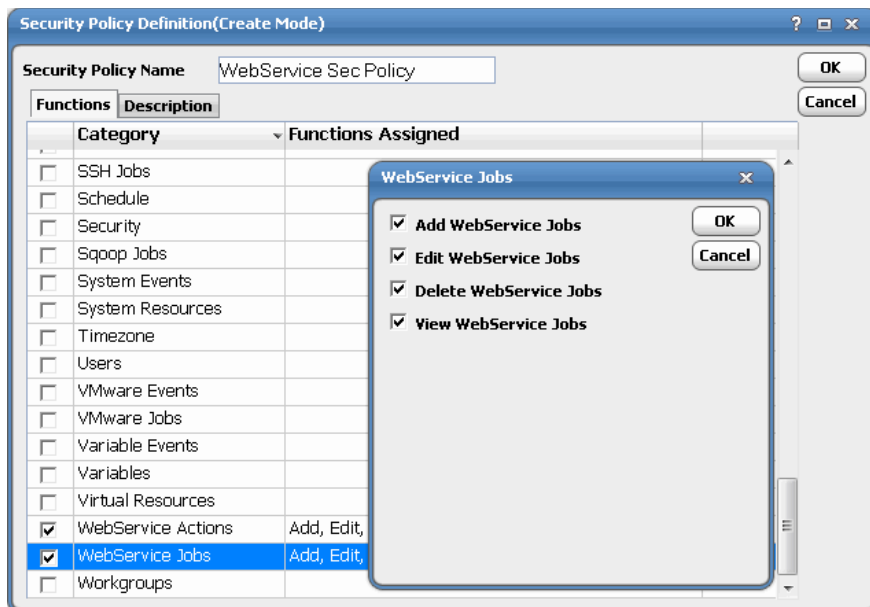 Security Policy Definition(Create Mode)
Security Policy Name WebService Sec Policy
OK
Cancel
Functions Description
Category Functions Assigned
SSH Jobs
Schedule
Security
Sqoop Jobs
System Events
System Resources
Timezone
Users
VMware Events
VMware Jobs
Variable Events
Variables
Virtual Resources
WebService Actions Add, Edit,
WebService Jobs Add, Edit,
Workgroups
WebService Jobs
Add WebService Jobs
Edit WebService Jobs
Delete WebService Jobs
View WebService Jobs
OK
Cancel